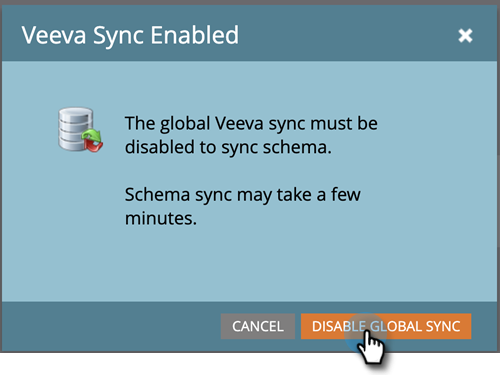 Veeva Sync Enabled
The global Veeva sync must be
disabled to sync schema.
Schema sync may take a few
minutes.
CANCEL
DISABLE GLOBAL SYNC